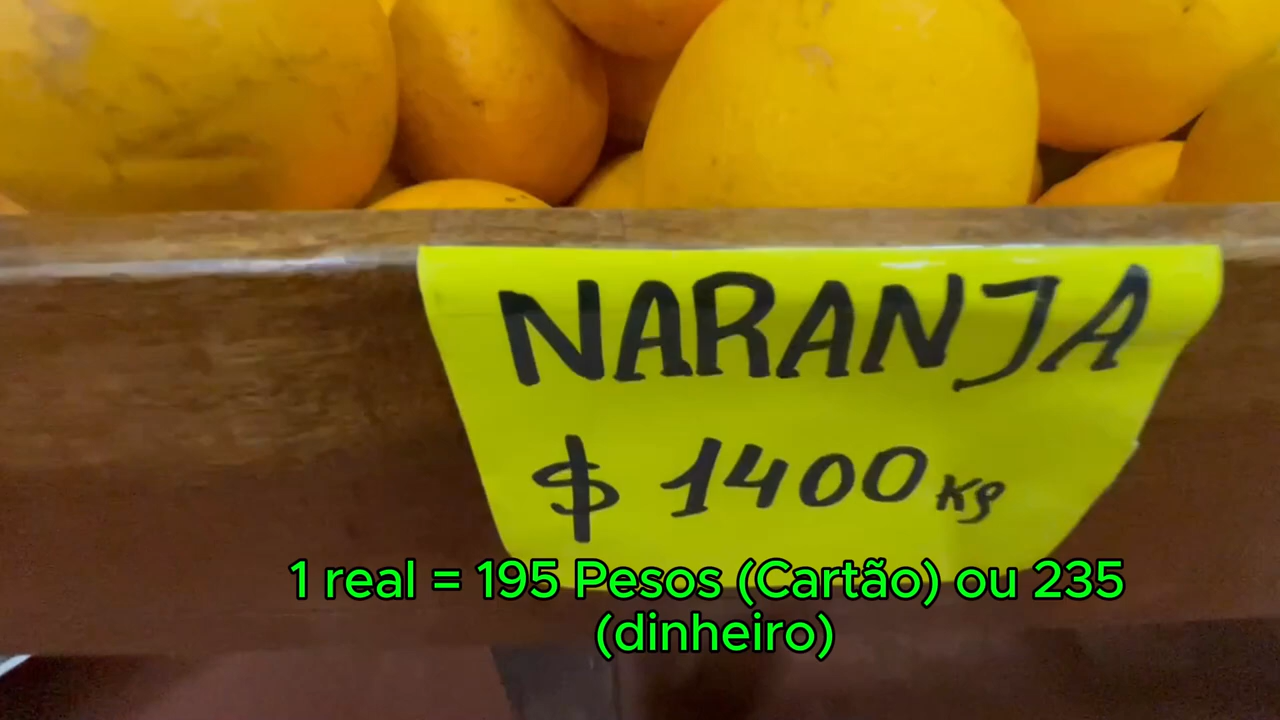 NARANJA
$ 1400 kg
1 real = 195 Pesos (Cartão) ou 235
(dinheiro)